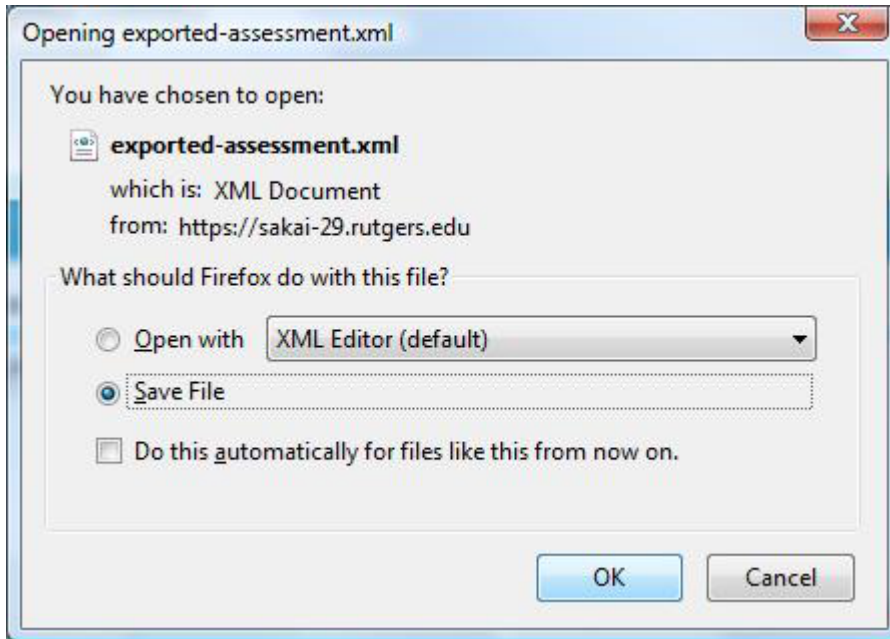 Opening exported-assessment.xml
You have chosen to open:
exported-assessment.xml
which is: XML Document
from: https://sakai-29.rutgers.edu
What should Firefox do with this file?
Open with XML Editor (default)
Save File
Do this automatically for files like this from now on.
OK Cancel